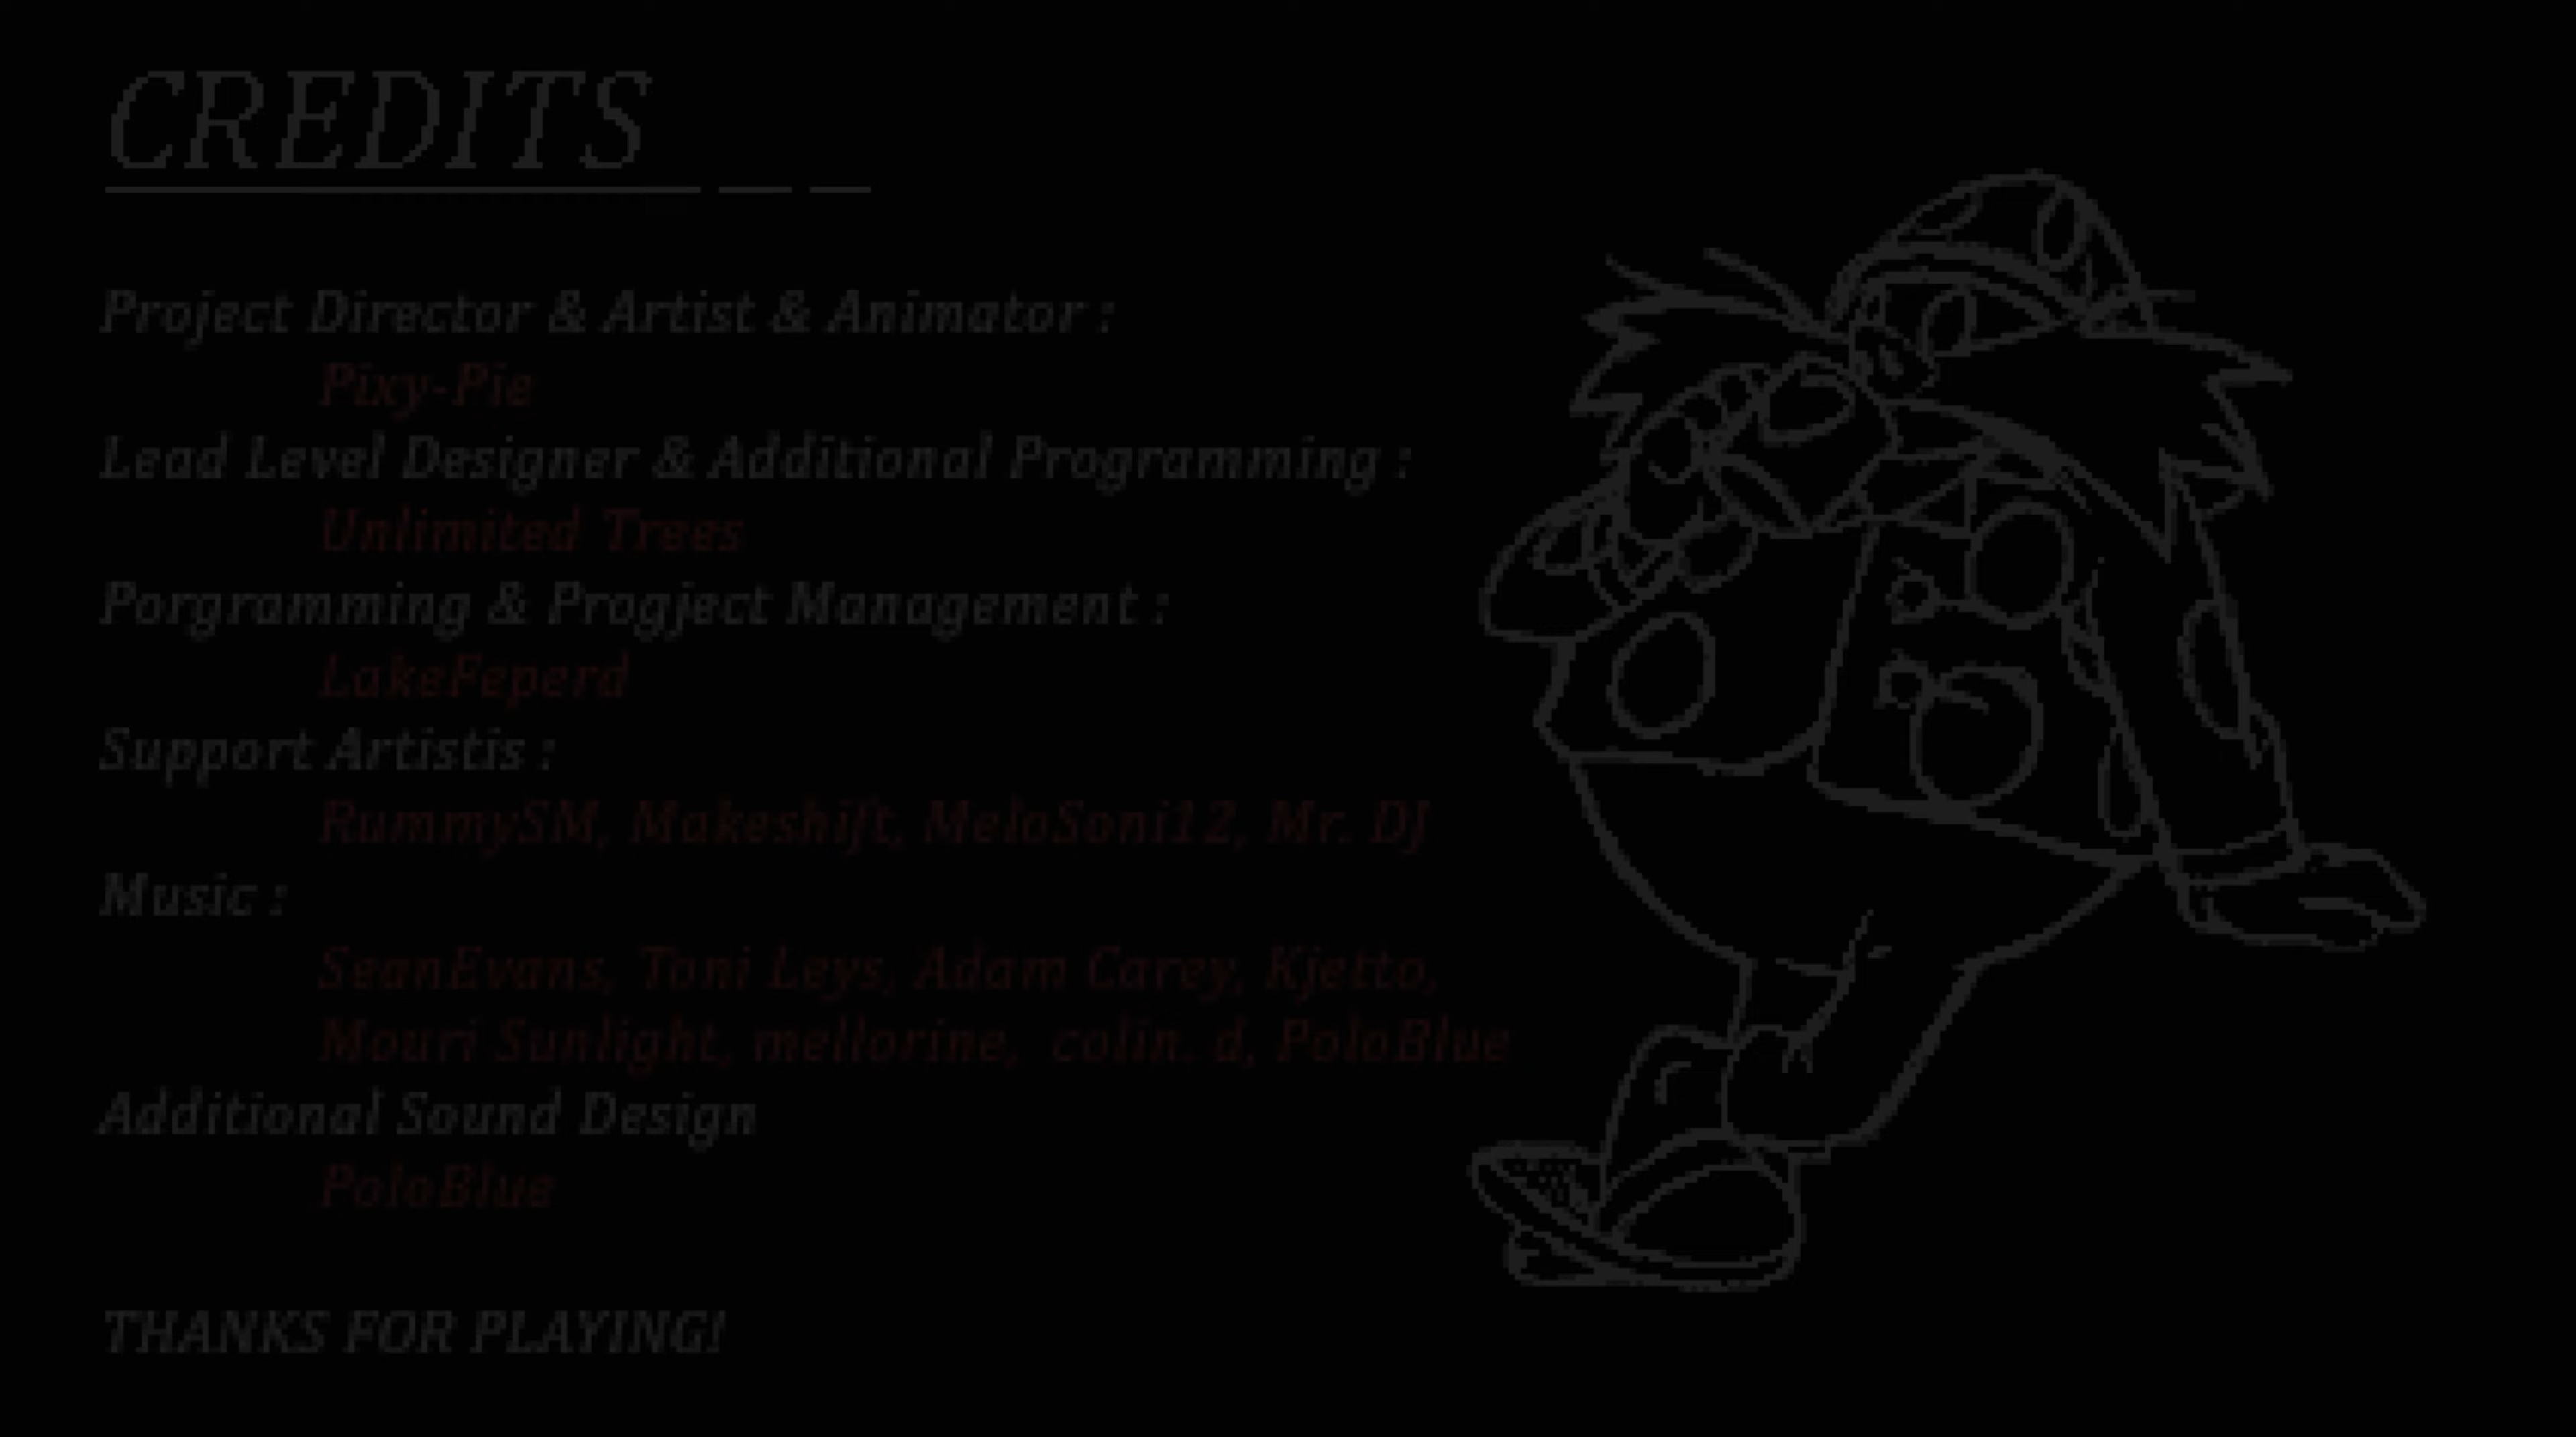 CREDITS
Project Director & Artist & Animator :
Pixy-Pie
Lead Level Designer & Additional Programming :
Unlimited Trees
Porgramming & Progject Management :
LakeFeperd
Support Artistis :
RummySM, Makeshift, MeloSoni12, Mr. DJ
Music :
SeanEvans, Toni Leys, Adam Carey, Kjetto,
Mouri Sunlight, mellorine, colin. d, PoloBlue
Additional Sound Design
PoloBlue
THANKS FOR PLAYING!